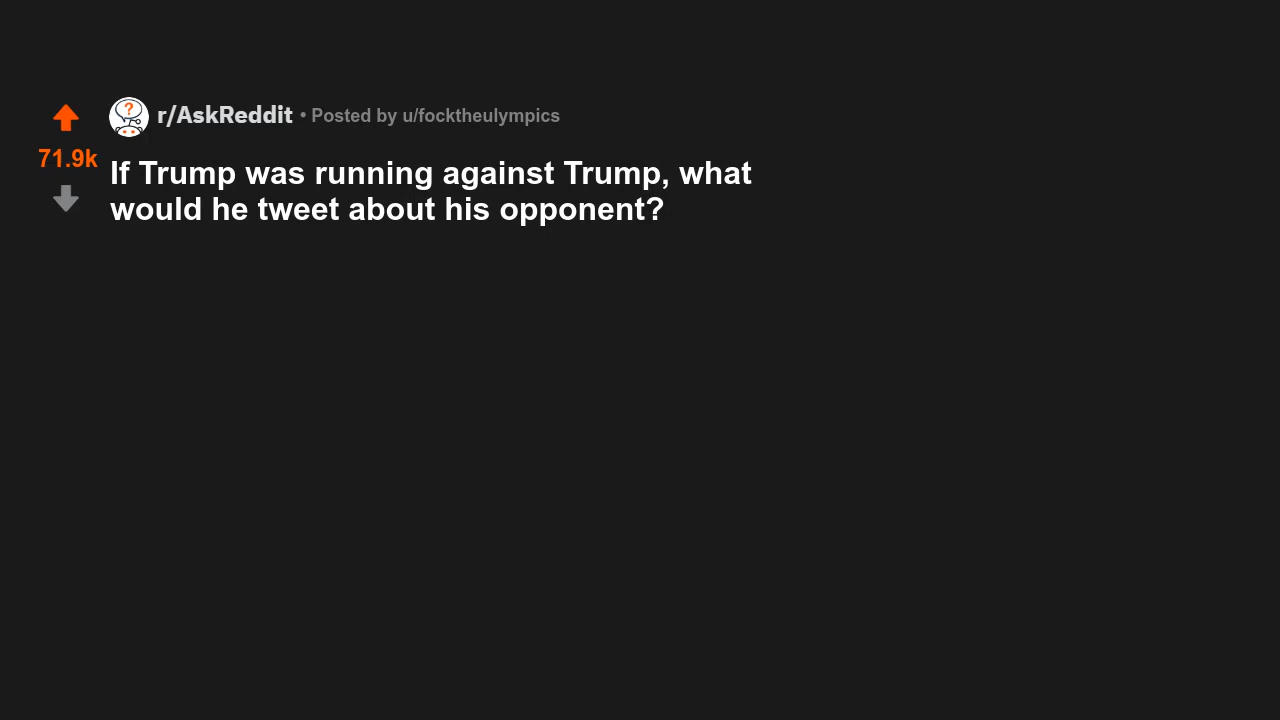 r/AskReddit • Posted by u/focktheulympics
71.9k
If Trump was running against Trump, what
would he tweet about his opponent?